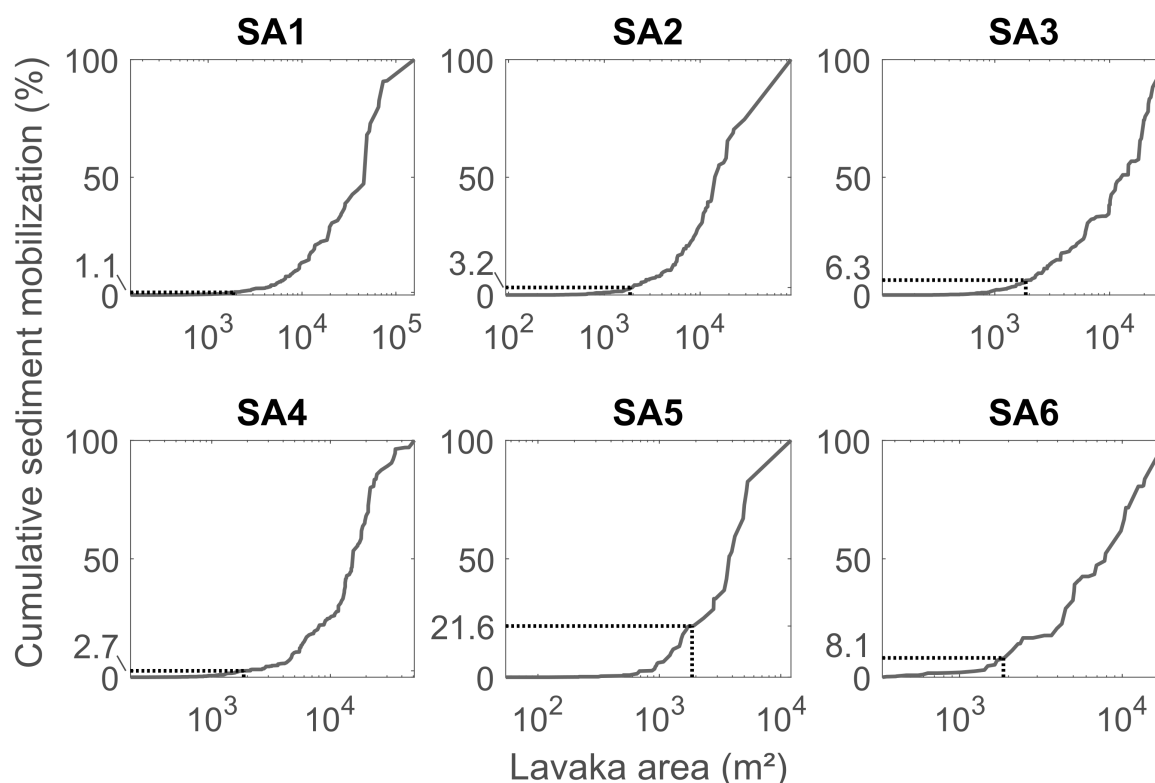 SA1 SA2 SA3
Cumulative sediment mobilization (%)
100 100 100
50 50 50
1.1 3.2 6.3
0 0 0
10³ 10⁴ 10⁵ 10² 10³ 10⁴ 10³ 10⁴
SA4 SA5 SA6
100 100 100
50 50 50
2.7 21.6 8.1
0 0 0
10³ 10⁴ 10² 10³ 10⁴ 10³ 10⁴
Lavaka area (m²)